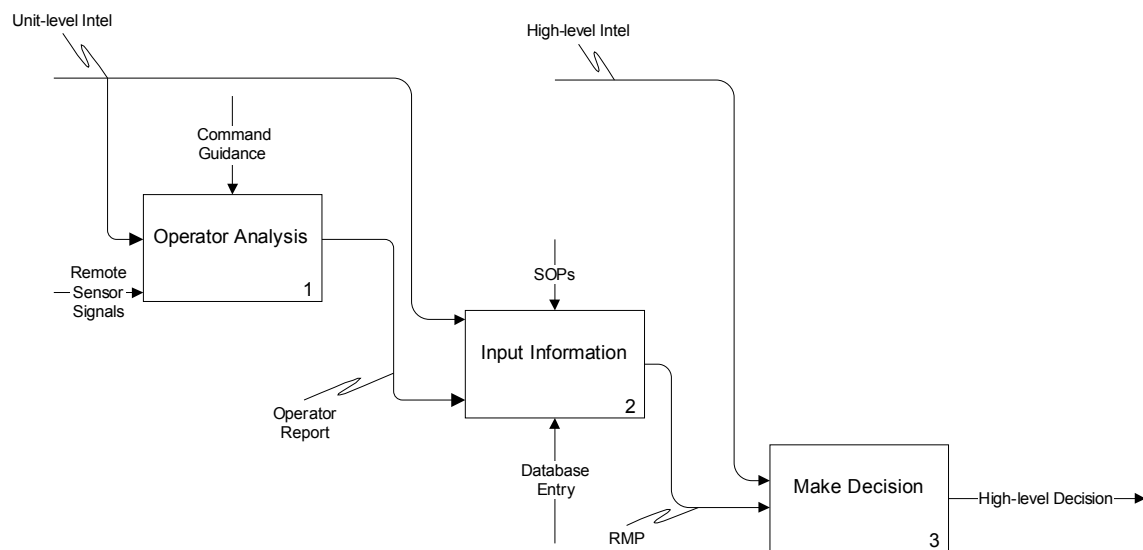 Unit-level Intel
High-level Intel
Command
Guidance
Operator Analysis
1
Remote
Sensor
Signals
SOPs
Input Information
2
Operator
Report
Database
Entry
Make Decision
3
High-level Decision
RMP